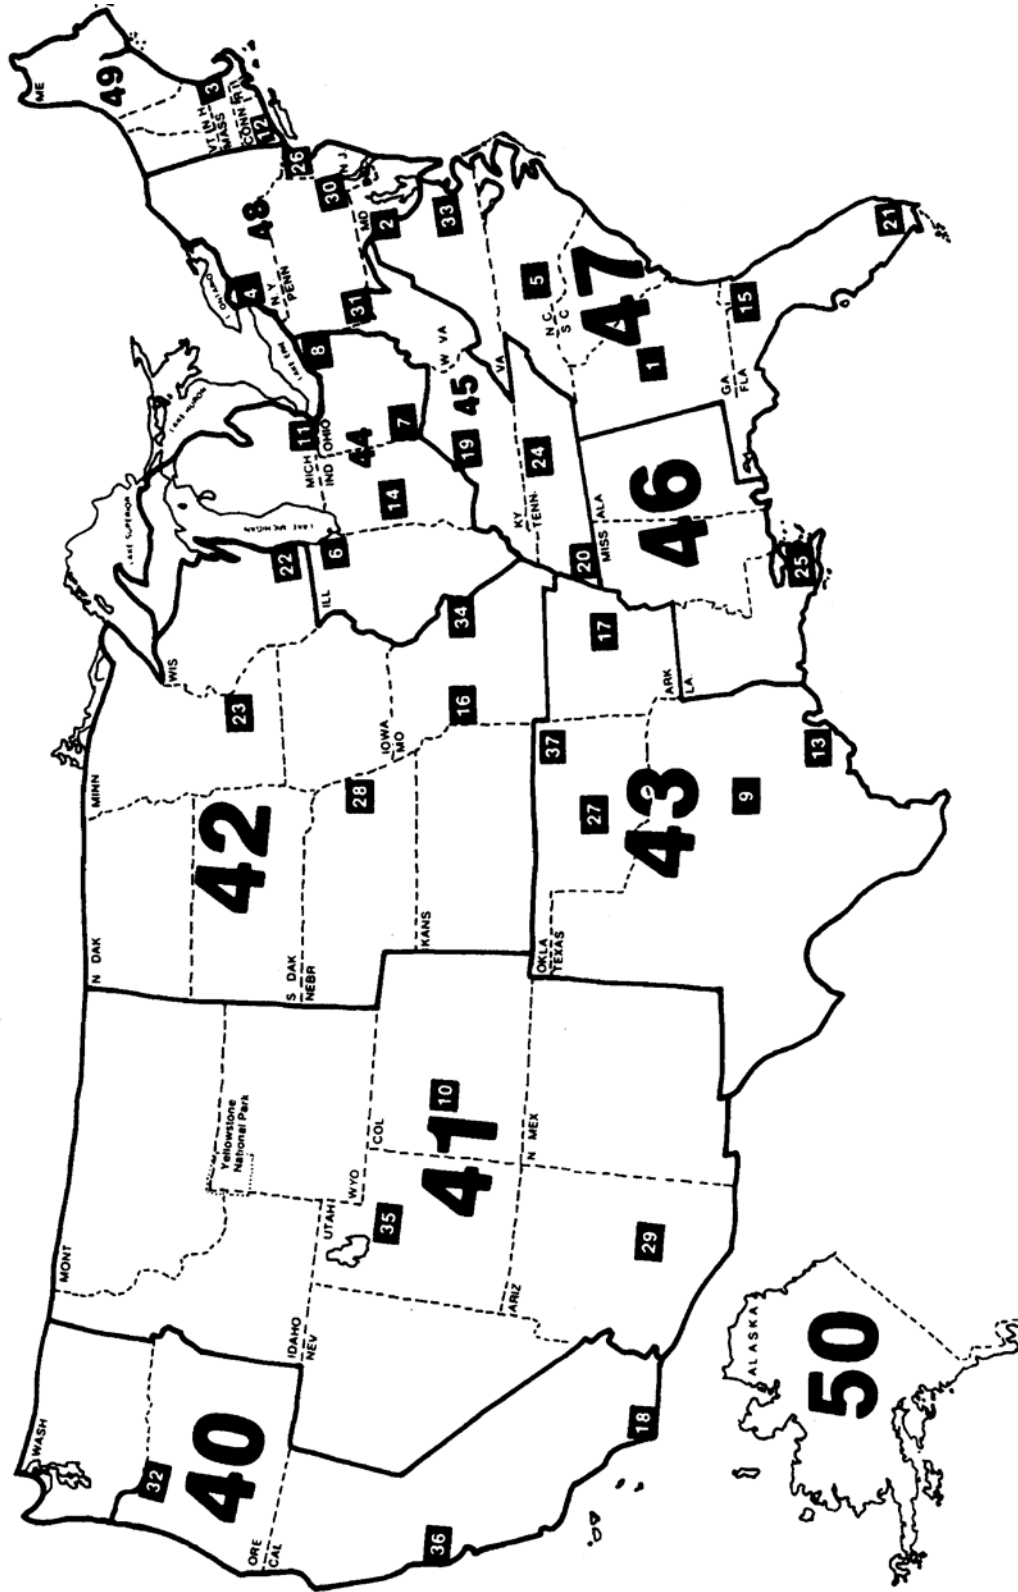 WASH
ORE
CAL
IDAHO
NEV
MONT
Yellowstone
National Park
UTAH
WYO
COL
ARIZ
N MEX
N DAK
S DAK
NEBR
KANS
OKLA
TEXAS
MINN
IOWA
MO
ARK
LA.
WIS
ILL
MICH
IND
OHIO
KY
TENN.
MISS
ALA
GA
FLA
N C
S C
VA
W VA
MD
N J.
N Y
PENN
CONN
R I
MASS
VT
N H
ME
LAKE SUPERIOR
LAKE MICHIGAN
LAKE HURON
LAKE ERIE
L ONTARIO
ALASKA
1
2
3
4
5
6
7
8
9
10
11
12
13
14
15
16
17
18
19
20
21
22
23
24
25
26
27
28
29
30
31
32
33
34
35
36
37
40
41
42
43
44
45
46
47
48
49
50